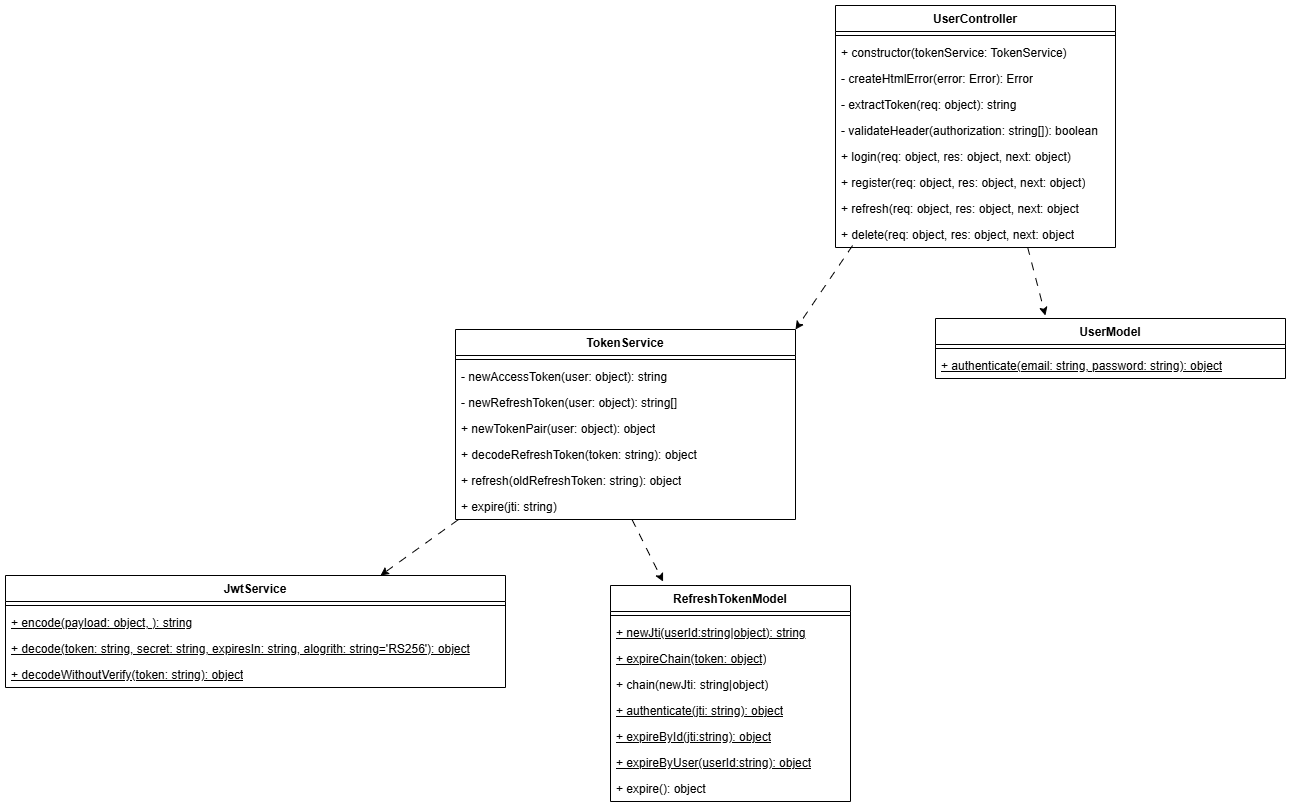 UserController
+ constructor(tokenService: TokenService)
- createHtmlError(error: Error): Error
- extractToken(req: object): string
- validateHeader(authorization: string[]): boolean
+ login(req: object, res: object, next: object)
+ register(req: object, res: object, next: object)
+ refresh(req: object, res: object, next: object
+ delete(req: object, res: object, next: object
TokenService
- newAccessToken(user: object): string
- newRefreshToken(user: object): string[]
+ newTokenPair(user: object): object
+ decodeRefreshToken(token: string): object
+ refresh(oldRefreshToken: string): object
+ expire(jti: string)
UserModel
+ authenticate(email: string, password: string): object
JwtService
+ encode(payload: object, ): string
+ decode(token: string, secret: string, expiresIn: string, alogrith: string='RS256'): object
+ decodeWithoutVerify(token: string): object
RefreshTokenModel
+ newJti(userId:string|object): string
+ expireChain(token: object)
+ chain(newJti: string|object)
+ authenticate(jti: string): object
+ expireById(jti:string): object
+ expireByUser(userId:string): object
+ expire(): object